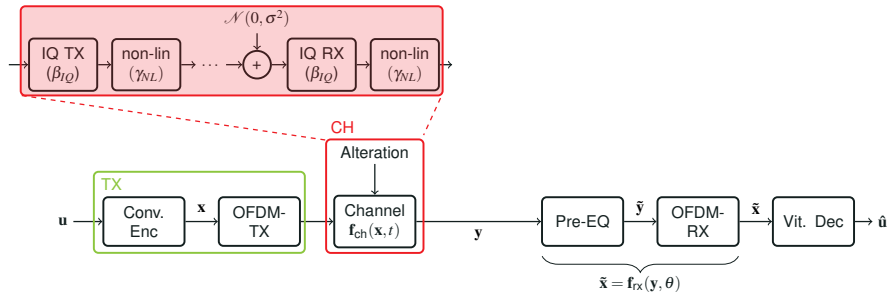 𝒩(0, σ²)
IQ TX
(β_IQ)
non-lin
(γ_NL)
···
+
IQ RX
(β_IQ)
non-lin
(γ_NL)
CH
Alteration
TX
u
Conv.
Enc
x
OFDM-
TX
Channel
f_ch(x, t)
y
Pre-EQ
ỹ
OFDM-
RX
x̃
Vit. Dec
û
x̃ = f_rx(y, θ)